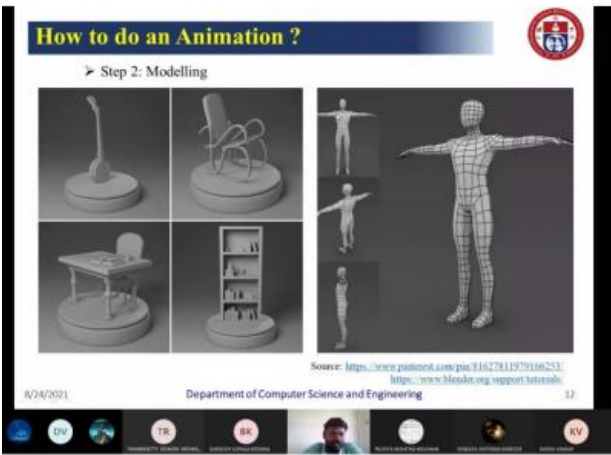 How to do an Animation ?
➢ Step 2: Modelling
Source: https://www.pinterest.com/pin/81627811979166253/
https://www.blender.org/support/tutorials/
8/24/2021
Department of Computer Science and Engineering
12
DV
TR
BK
KV